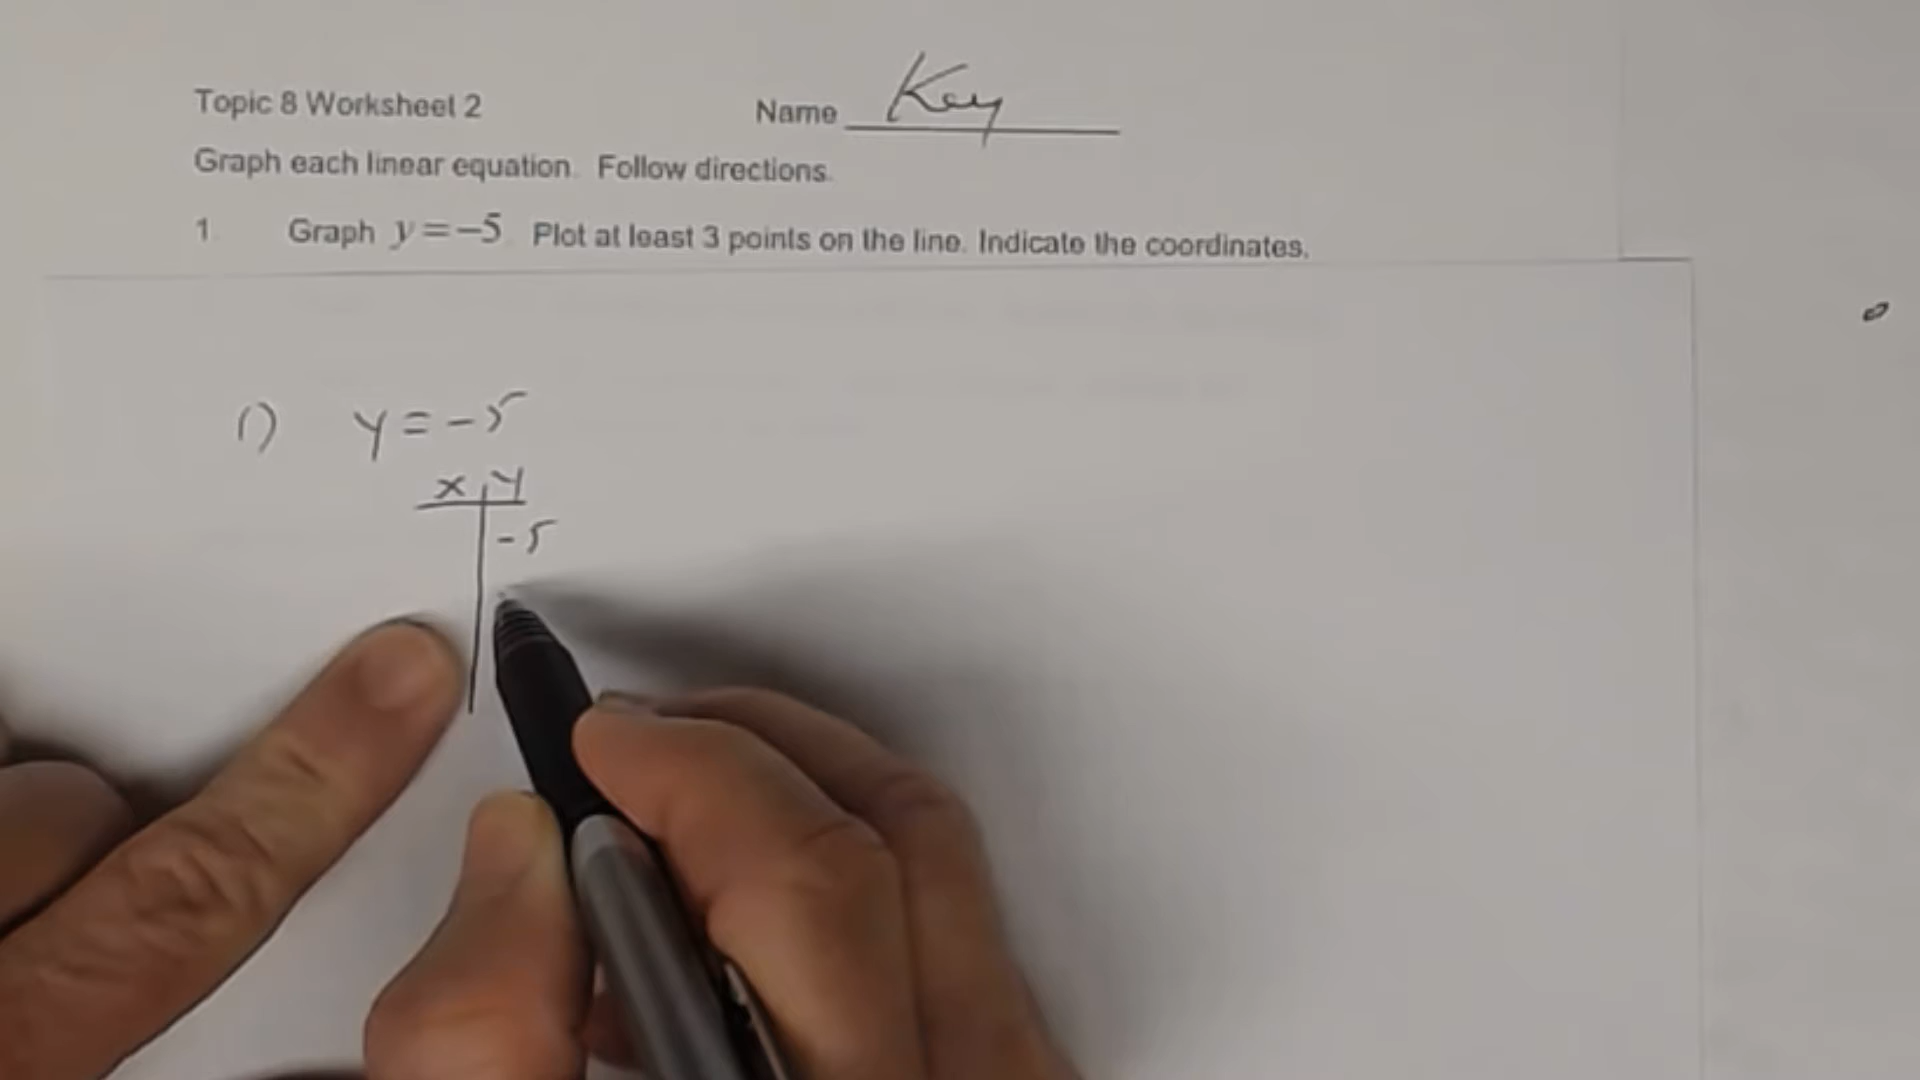 Topic 8 Worksheet 2 Name Key
Graph each linear equation. Follow directions.
1. Graph y=-5 Plot at least 3 points on the line. Indicate the coordinates.
1) y = -5
x y
-5